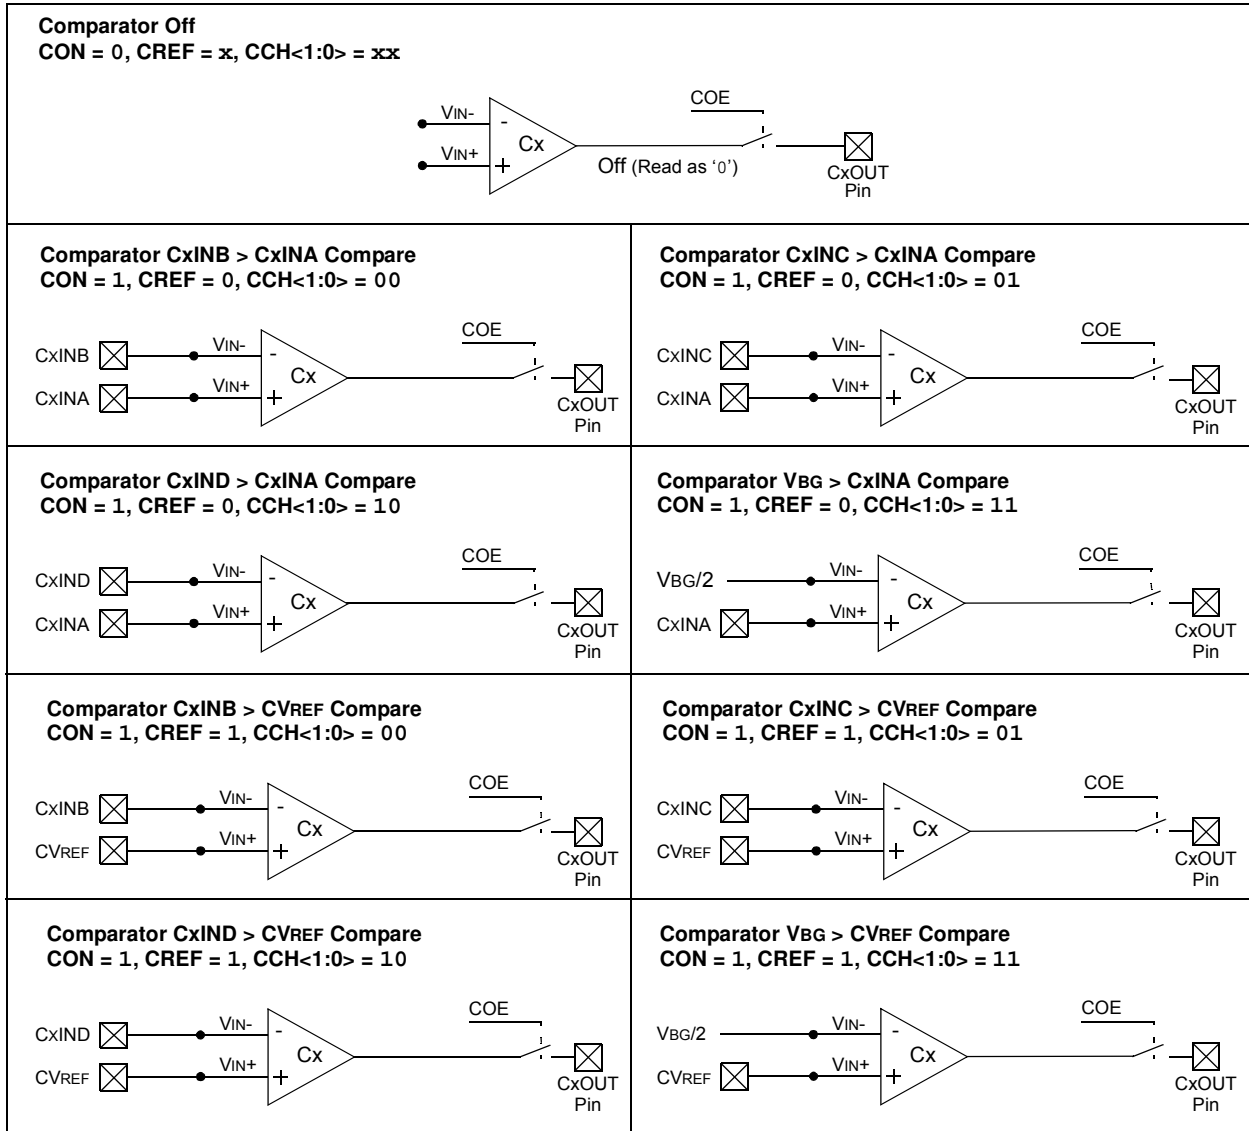 Comparator Off
CON = 0, CREF = x, CCH<1:0> = xx
COE
VIN-
-
Cx
VIN+
+
Off (Read as ‘0’)
CxOUT
Pin
Comparator CxINB > CxINA Compare
CON = 1, CREF = 0, CCH<1:0> = 00
COE
CxINB
VIN-
-
Cx
CxINA
VIN+
+
CxOUT
Pin
Comparator CxINC > CxINA Compare
CON = 1, CREF = 0, CCH<1:0> = 01
COE
CxINC
VIN-
-
Cx
CxINA
VIN+
+
CxOUT
Pin
Comparator CxIND > CxINA Compare
CON = 1, CREF = 0, CCH<1:0> = 10
COE
CxIND
VIN-
-
Cx
CxINA
VIN+
+
CxOUT
Pin
Comparator VBG > CxINA Compare
CON = 1, CREF = 0, CCH<1:0> = 11
COE
VBG/2
VIN-
-
Cx
CxINA
VIN+
+
CxOUT
Pin
Comparator CxINB > CVREF Compare
CON = 1, CREF = 1, CCH<1:0> = 00
COE
CxINB
VIN-
-
Cx
CVREF
VIN+
+
CxOUT
Pin
Comparator CxINC > CVREF Compare
CON = 1, CREF = 1, CCH<1:0> = 01
COE
CxINC
VIN-
-
Cx
CVREF
VIN+
+
CxOUT
Pin
Comparator CxIND > CVREF Compare
CON = 1, CREF = 1, CCH<1:0> = 10
COE
CxIND
VIN-
-
Cx
CVREF
VIN+
+
CxOUT
Pin
Comparator VBG > CVREF Compare
CON = 1, CREF = 1, CCH<1:0> = 11
COE
VBG/2
VIN-
-
Cx
CVREF
VIN+
+
CxOUT
Pin